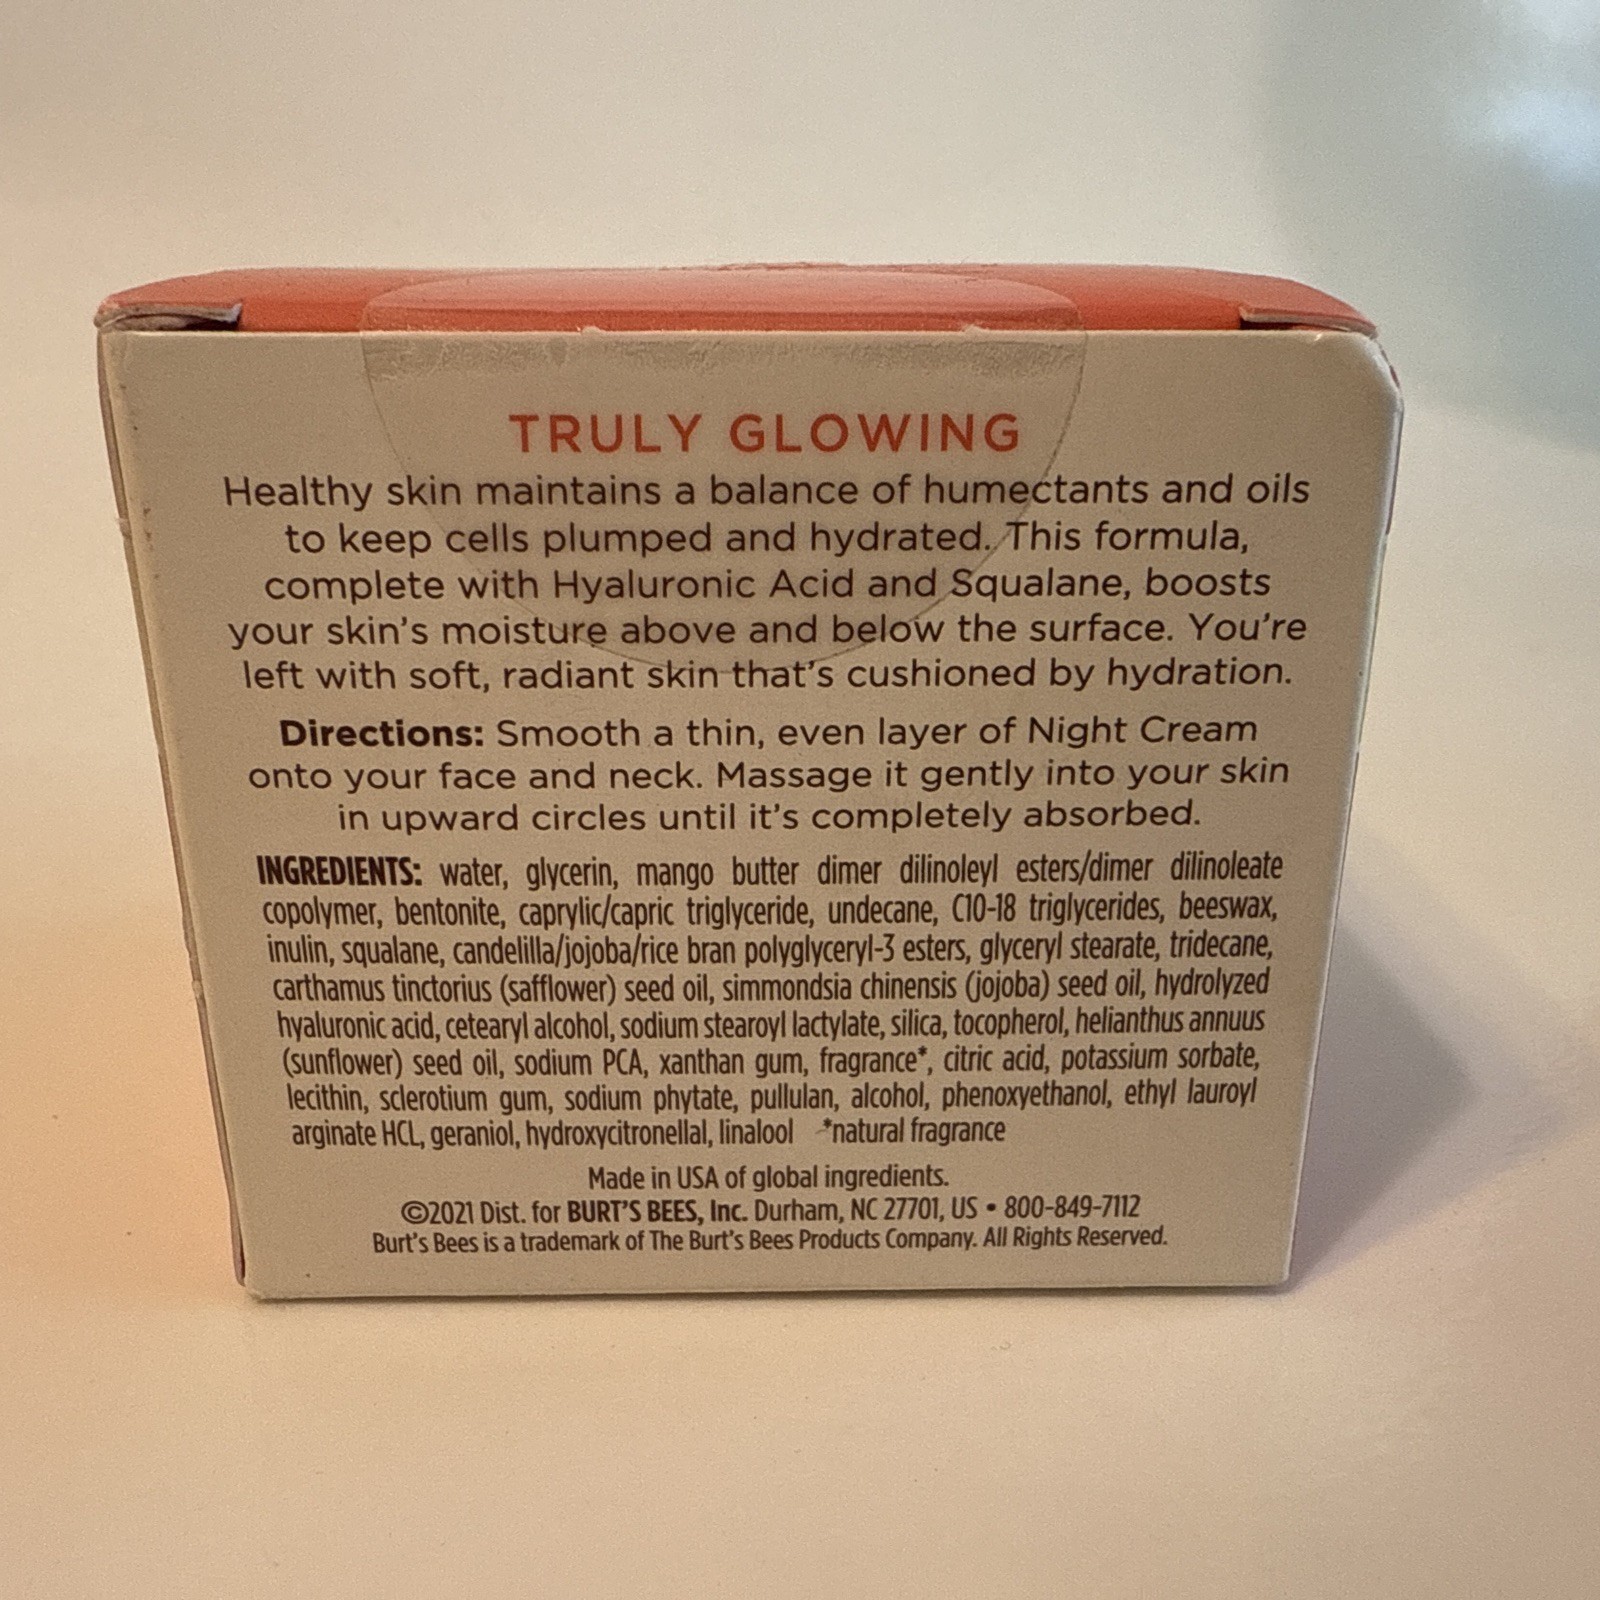 TRULY GLOWING
Healthy skin maintains a balance of humectants and oils
to keep cells plumped and hydrated. This formula,
complete with Hyaluronic Acid and Squalane, boosts
your skin's moisture above and below the surface. You're
left with soft, radiant skin that's cushioned by hydration.
Directions: Smooth a thin, even layer of Night Cream
onto your face and neck. Massage it gently into your skin
in upward circles until it's completely absorbed.
INGREDIENTS: water, glycerin, mango butter dimer dilinoleyl esters/dimer dilinoleate
copolymer, bentonite, caprylic/capric triglyceride, undecane, C10-18 triglycerides, beeswax,
inulin, squalane, candelilla/jojoba/rice bran polyglyceryl-3 esters, glyceryl stearate, tridecane,
carthamus tinctorius (safflower) seed oil, simmondsia chinensis (jojoba) seed oil, hydrolyzed
hyaluronic acid, cetearyl alcohol, sodium stearoyl lactylate, silica, tocopherol, helianthus annuus
(sunflower) seed oil, sodium PCA, xanthan gum, fragrance*, citric acid, potassium sorbate,
lecithin, sclerotium gum, sodium phytate, pullulan, alcohol, phenoxyethanol, ethyl lauroyl
arginate HCL, geraniol, hydroxycitronellal, linalool *natural fragrance
Made in USA of global ingredients.
©2021 Dist. for BURT'S BEES, Inc. Durham, NC 27701, US • 800-849-7112
Burt's Bees is a trademark of The Burt's Bees Products Company. All Rights Reserved.